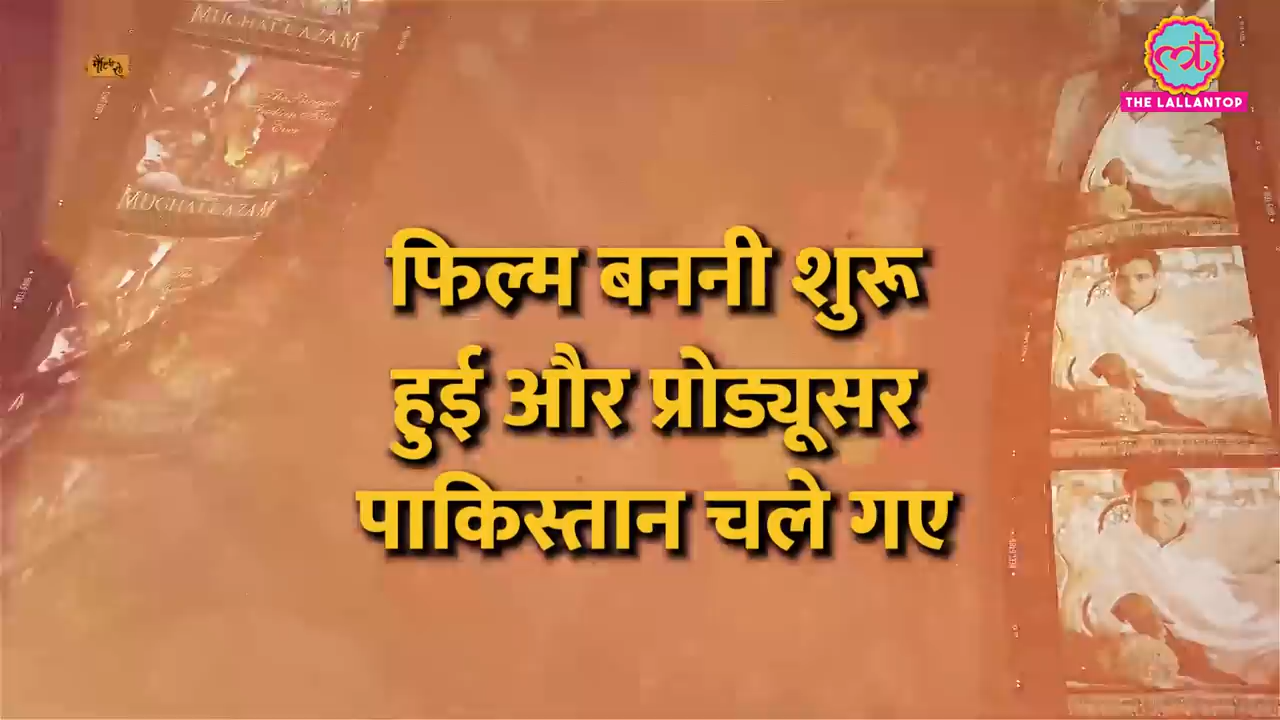 MUGHAL E AZAM
MUGHAL E AZAM
THE LALLANTOP
फिल्म बननी शुरू
हुई और प्रोड्यूसर
पाकिस्तान चले गए